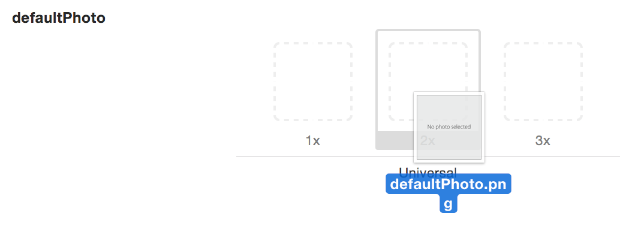 defaultPhoto
No photo selected
1x
2x
3x
Universal
defaultPhoto.pn
g